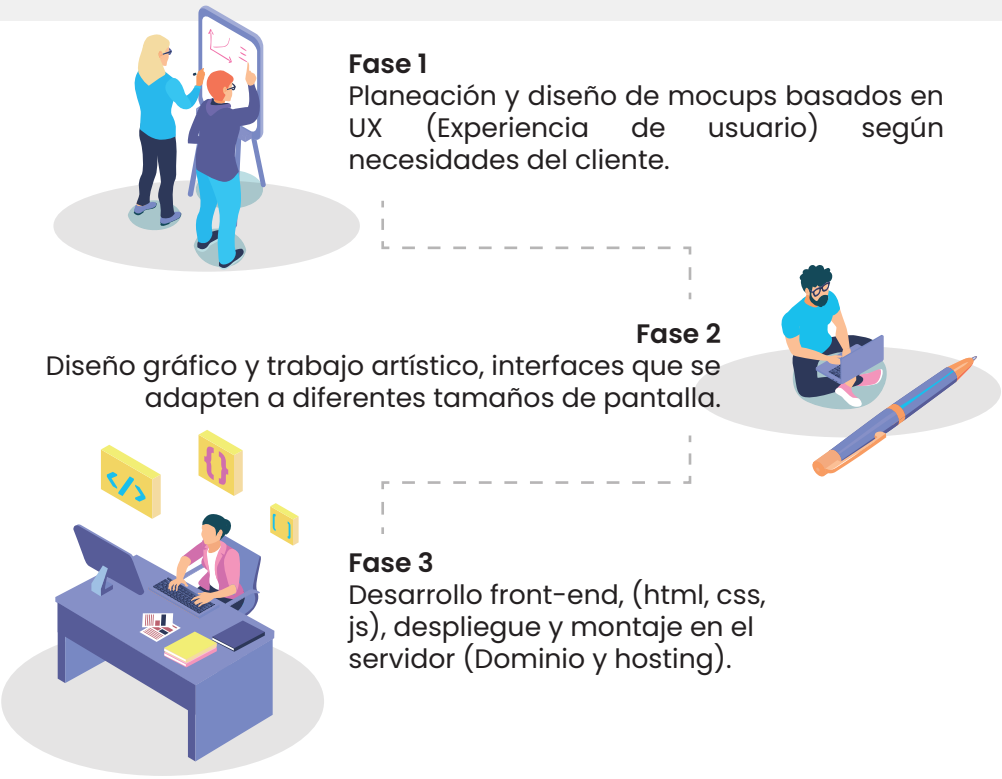 Fase 1
Planeación y diseño de mocups basados en
UX (Experiencia de usuario) según
necesidades del cliente.
Fase 2
Diseño gráfico y trabajo artístico, interfaces que se
adapten a diferentes tamaños de pantalla.
</>
{}
[]
Fase 3
Desarrollo front-end, (html, css,
js), despliegue y montaje en el
servidor (Dominio y hosting).